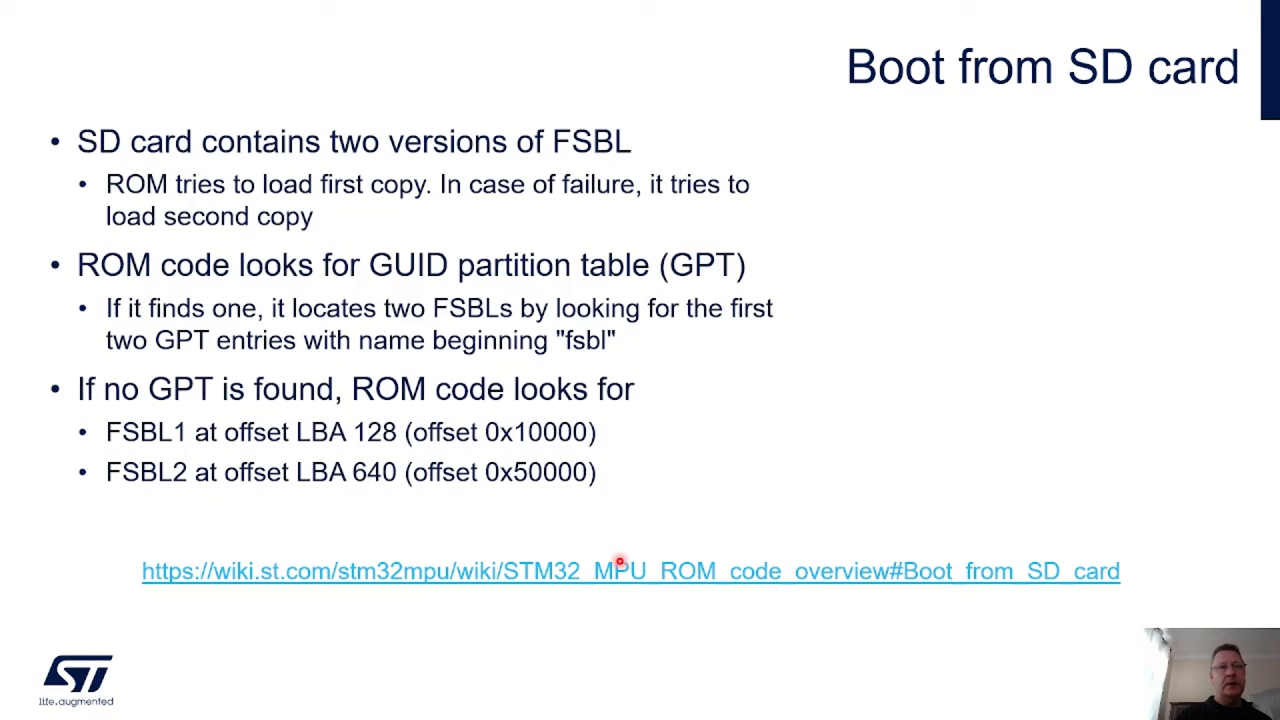 Boot from SD card
• SD card contains two versions of FSBL
• ROM tries to load first copy. In case of failure, it tries to
load second copy
• ROM code looks for GUID partition table (GPT)
• If it finds one, it locates two FSBLs by looking for the first
two GPT entries with name beginning "fsbl"
• If no GPT is found, ROM code looks for
• FSBL1 at offset LBA 128 (offset 0x10000)
• FSBL2 at offset LBA 640 (offset 0x50000)
https://wiki.st.com/stm32mpu/wiki/STM32_MPU_ROM_code_overview#Boot_from_SD_card
ST
life.augmented